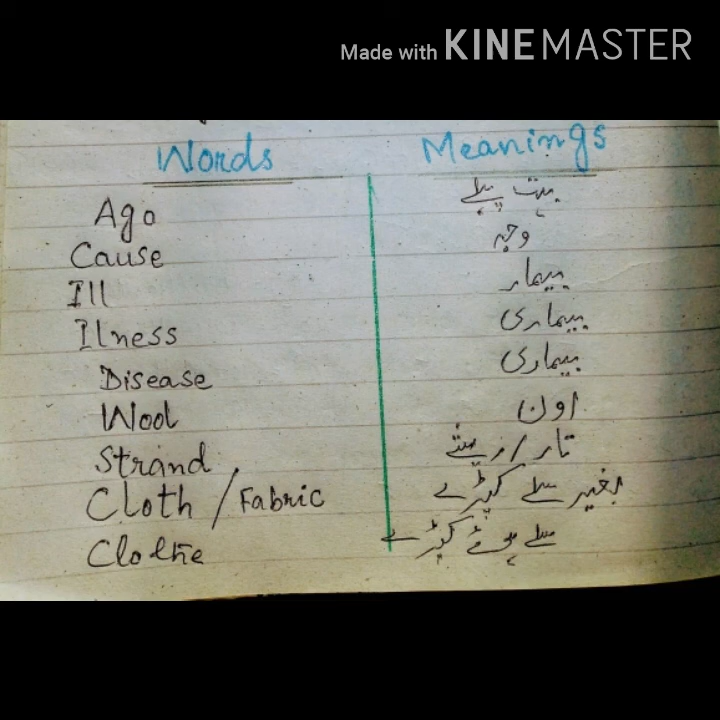 Made with KINEMASTER
Words Meanings
Ago بہت پہلے
Cause وجہ
Ill بیمار
Ilness بیماری
Disease بیماری
Wool اون
Strand تار / ریشے
Cloth / Fabric بغیر سلے کپڑے
Clothe سلے ہوئے کپڑے